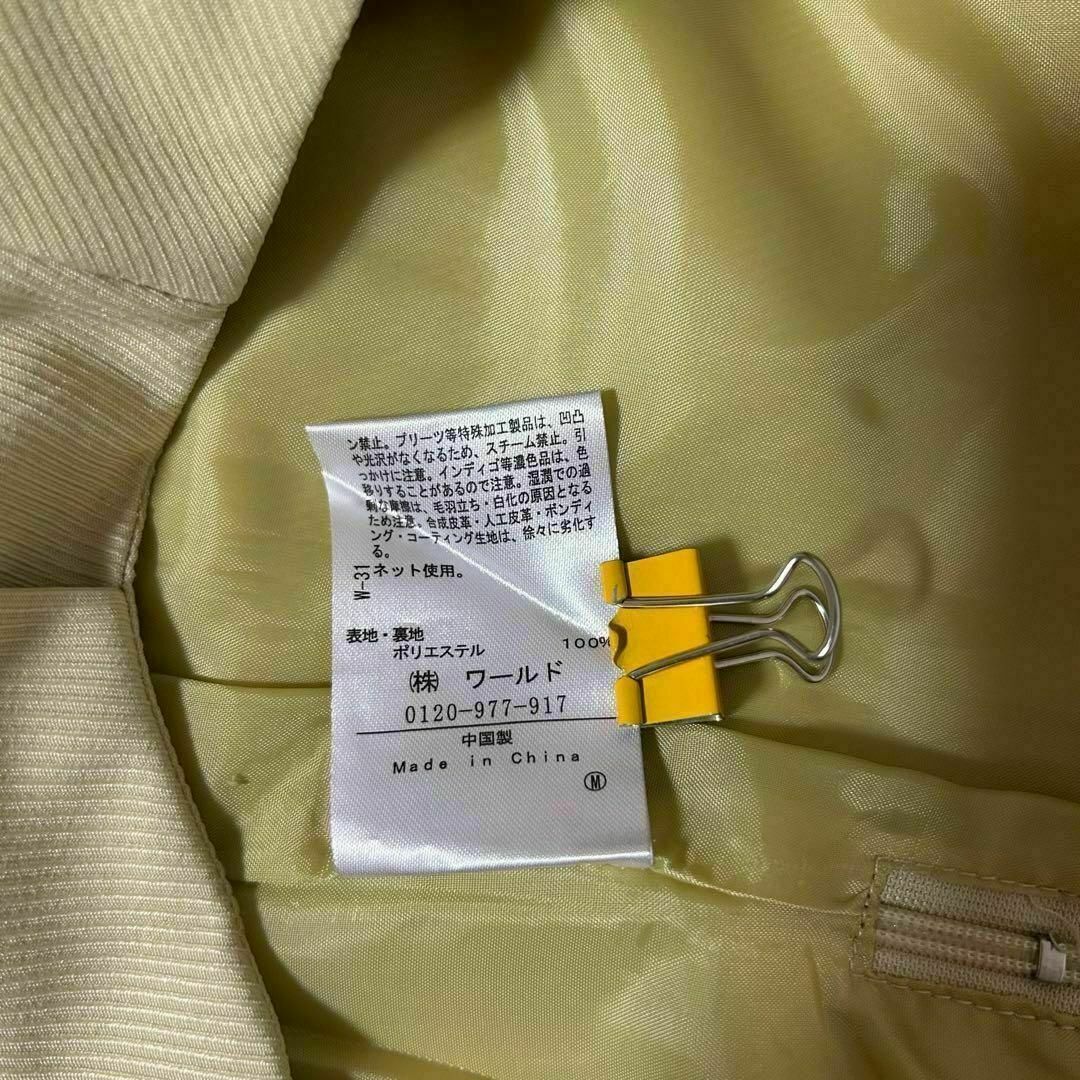 ン禁止。プリーツ等特殊加工製品は、凹凸
や光沢がなくなるため、スチーム禁止。引
っかけに注意。インディゴ等濃色品は、色
移りすることがあるので注意。湿潤での過
剰な摩擦は、毛羽立ち・白化の原因となる
ため注意。合成皮革・人工皮革・ボンディ
ング・コーティング生地は、徐々に劣化す
る。
W-31
ネット使用。
表地・裏地
ポリエステル 100%
㈱ ワールド
0120-977-917
中国製
Made in China
Ⓜ